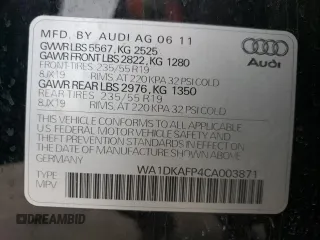 MFD. BY AUDI AG 06 11
GVWR LBS 5567, KG 2525
GAWR FRONT LBS 2822, KG 1280
FRONT-TIRES: 235/55 R19
8JX19 RIMS, AT 220 KPA 32 PSI COLD
GAWR REAR LBS 2976, KG 1350
REAR TIRES 235/55 R19
8JX19 RIMS. AT 220 KPA 32 PSI COLD
Audi
THIS VEHICLE CONFORMS TO ALL APPLICABLE
U.S. FEDERAL MOTOR VEHICLE SAFETY
STANDARDS IN EFFECT ON THE DATE OF
MANUFACTURE SHOWN ABOVE
TYPE: WA1DKAFP4CA003871
MPV
GERMANY
© DREAMBID